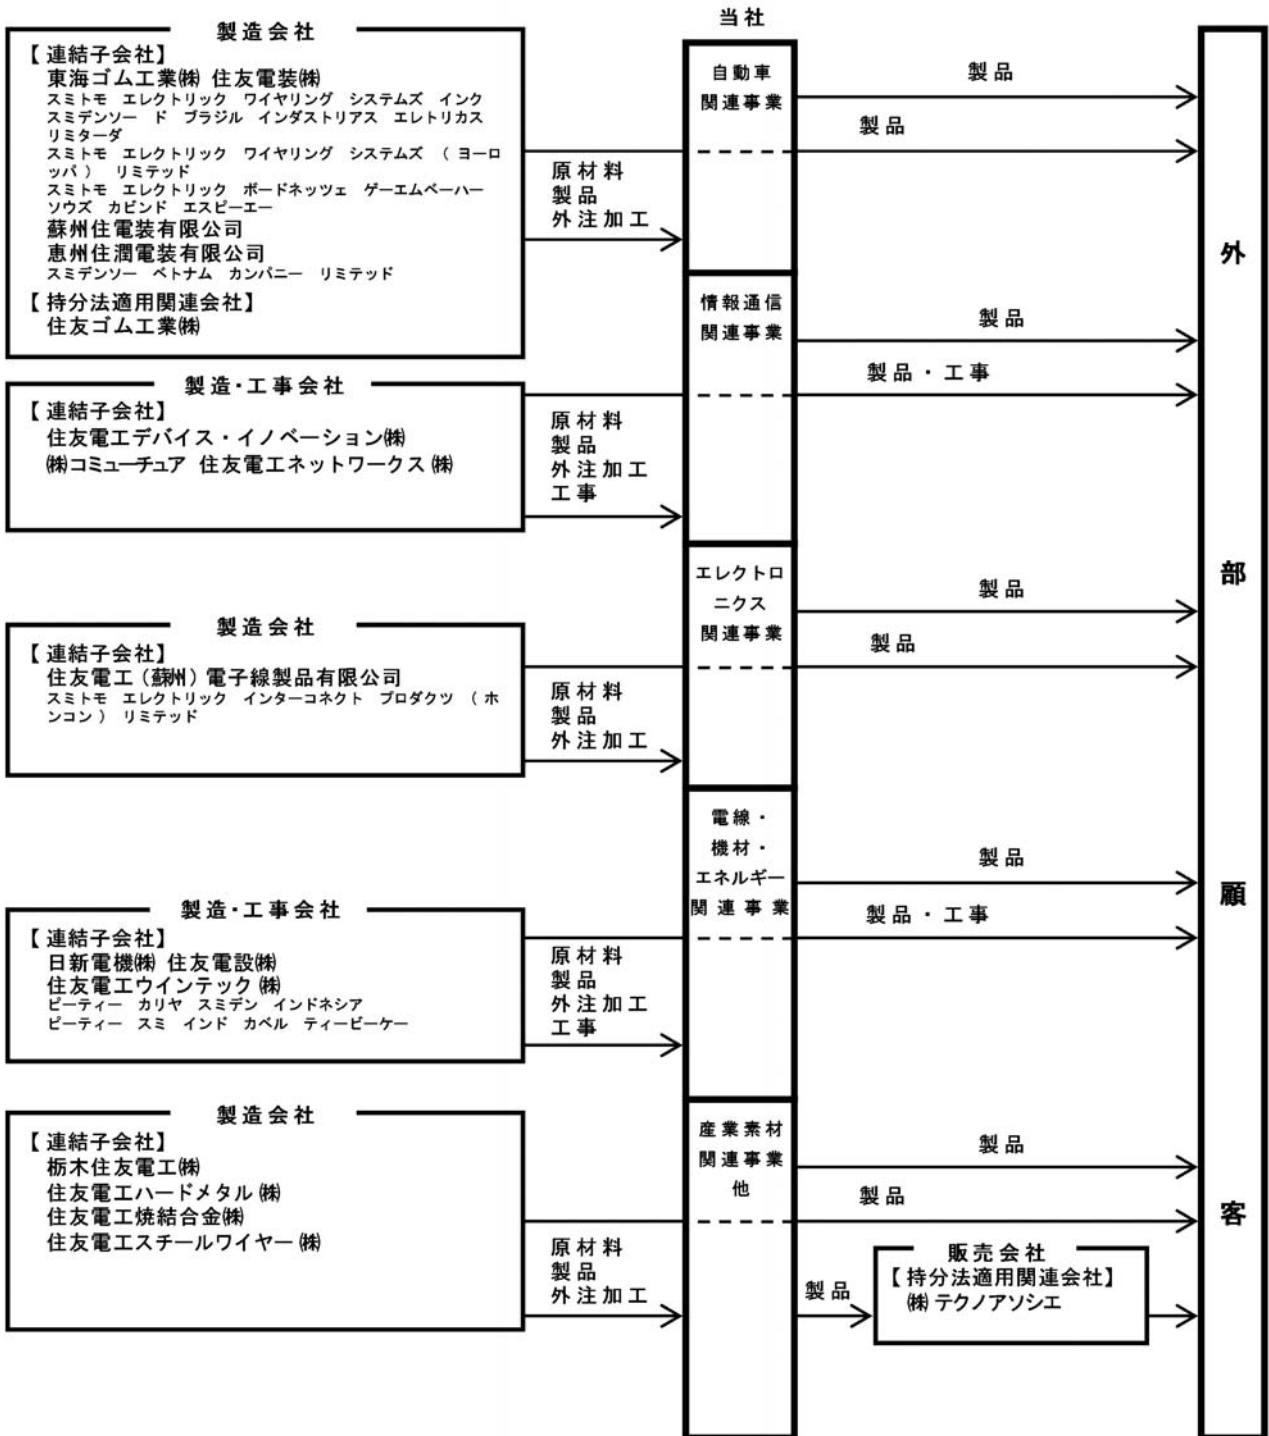 当社
製造会社
【連結子会社】
東海ゴム工業㈱ 住友電装㈱
スミトモ エレクトリック ワイヤリング システムズ インク
スミデンソー ド ブラジル インダストリアス エレトリカス
リミターダ
スミトモ エレクトリック ワイヤリング システムズ (ヨーロ
ッパ) リミテッド
スミトモ エレクトリック ボードネッツェ ゲーエムベーハー
ソウズ カビンド エスピーエー
蘇州住電装有限公司
恵州住潤電装有限公司
スミデンソー ベトナム カンパニー リミテッド
【持分法適用関連会社】
住友ゴム工業㈱
原材料
製品
外注加工
自動車
関連事業
製品
製品
製造・工事会社
【連結子会社】
住友電工デバイス・イノベーション㈱
㈱コミューチュア 住友電工ネットワークス㈱
原材料
製品
外注加工
工事
情報通信
関連事業
製品
製品・工事
製造会社
【連結子会社】
住友電工(蘇州)電子線製品有限公司
スミトモ エレクトリック インターコネクト プロダクツ (ホ
ンコン) リミテッド
原材料
製品
外注加工
エレクトロ
ニクス
関連事業
製品
製品
製造・工事会社
【連結子会社】
日新電機㈱ 住友電設㈱
住友電工ウインテック㈱
ピーティー カリヤ スミデン インドネシア
ピーティー スミ インド カベル ティービーケー
原材料
製品
外注加工
工事
電線・
機材・
エネルギー
関連事業
製品
製品・工事
製造会社
【連結子会社】
栃木住友電工㈱
住友電工ハードメタル㈱
住友電工焼結合金㈱
住友電工スチールワイヤー㈱
原材料
製品
外注加工
産業素材
関連事業
他
製品
製品
製品
販売会社
【持分法適用関連会社】
㈱テクノアソシエ
外
部
顧
客